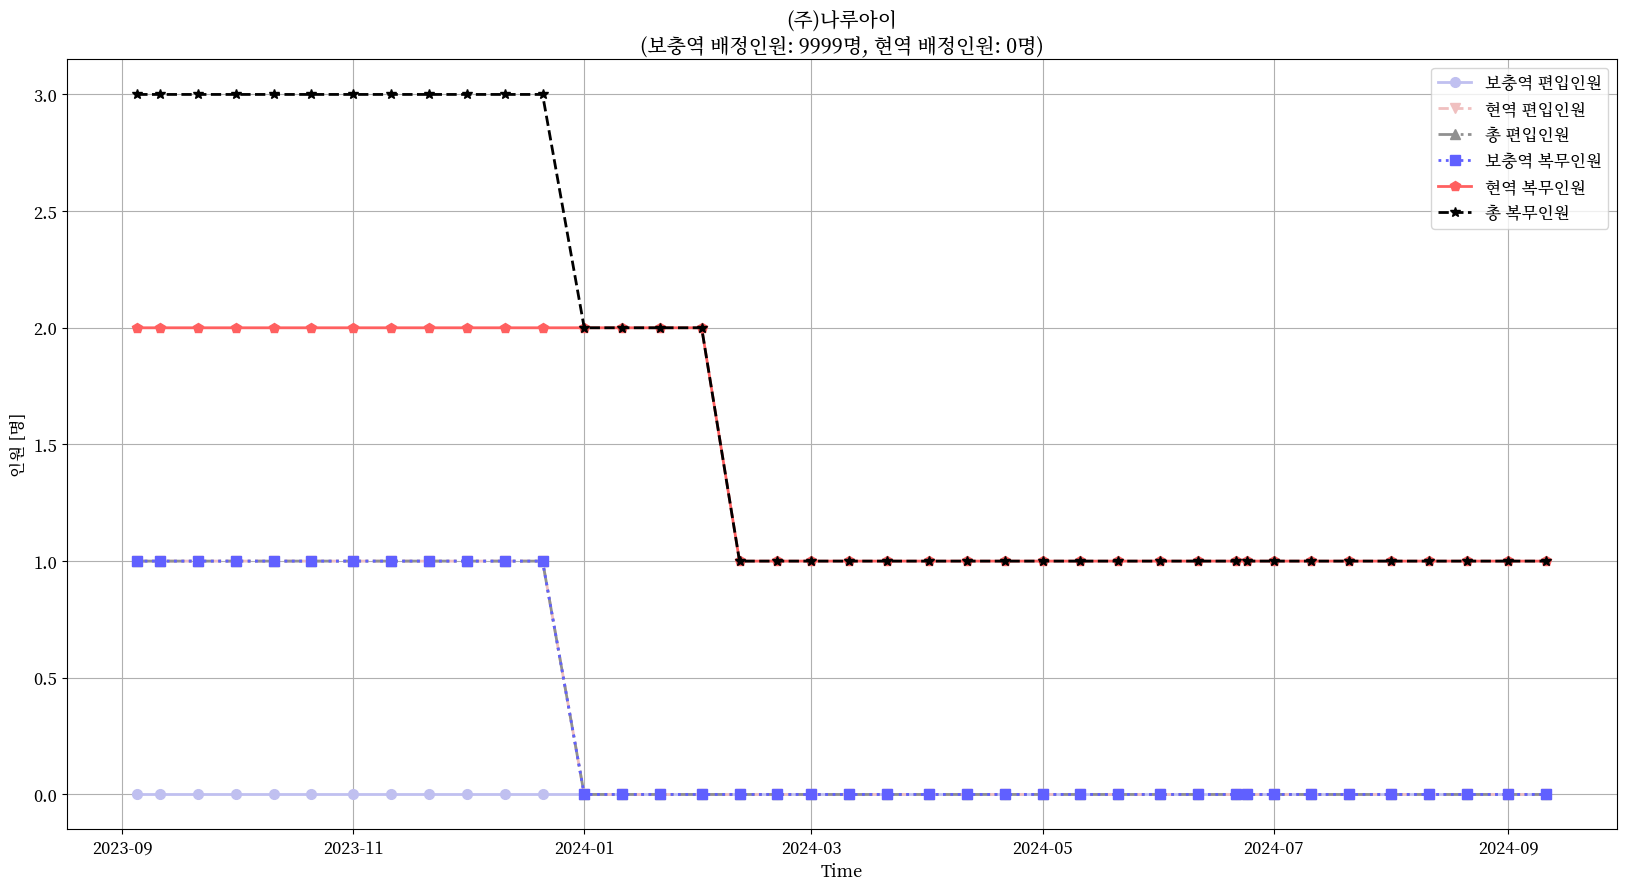 (주)나루아이
(보충역 배정인원: 9999명, 현역 배정인원: 0명)
보충역 편입인원
현역 편입인원
총 편입인원
보충역 복무인원
현역 복무인원
총 복무인원
인원 [명]
3.0
2.5
2.0
1.5
1.0
0.5
0.0
2023-09 2023-11 2024-01 2024-03 2024-05 2024-07 2024-09
Time